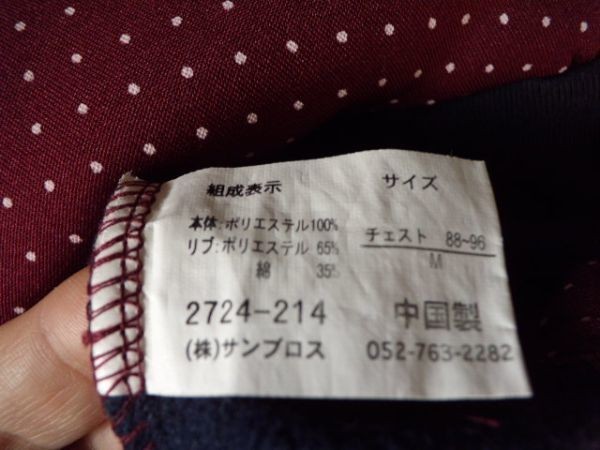 組成表示
本体:ポリエステル100%
リブ:ポリエステル 65%
綿 35%
サイズ
チェスト 88~96
M
2724-214 中国製
(株)サンブロス 052-763-2282